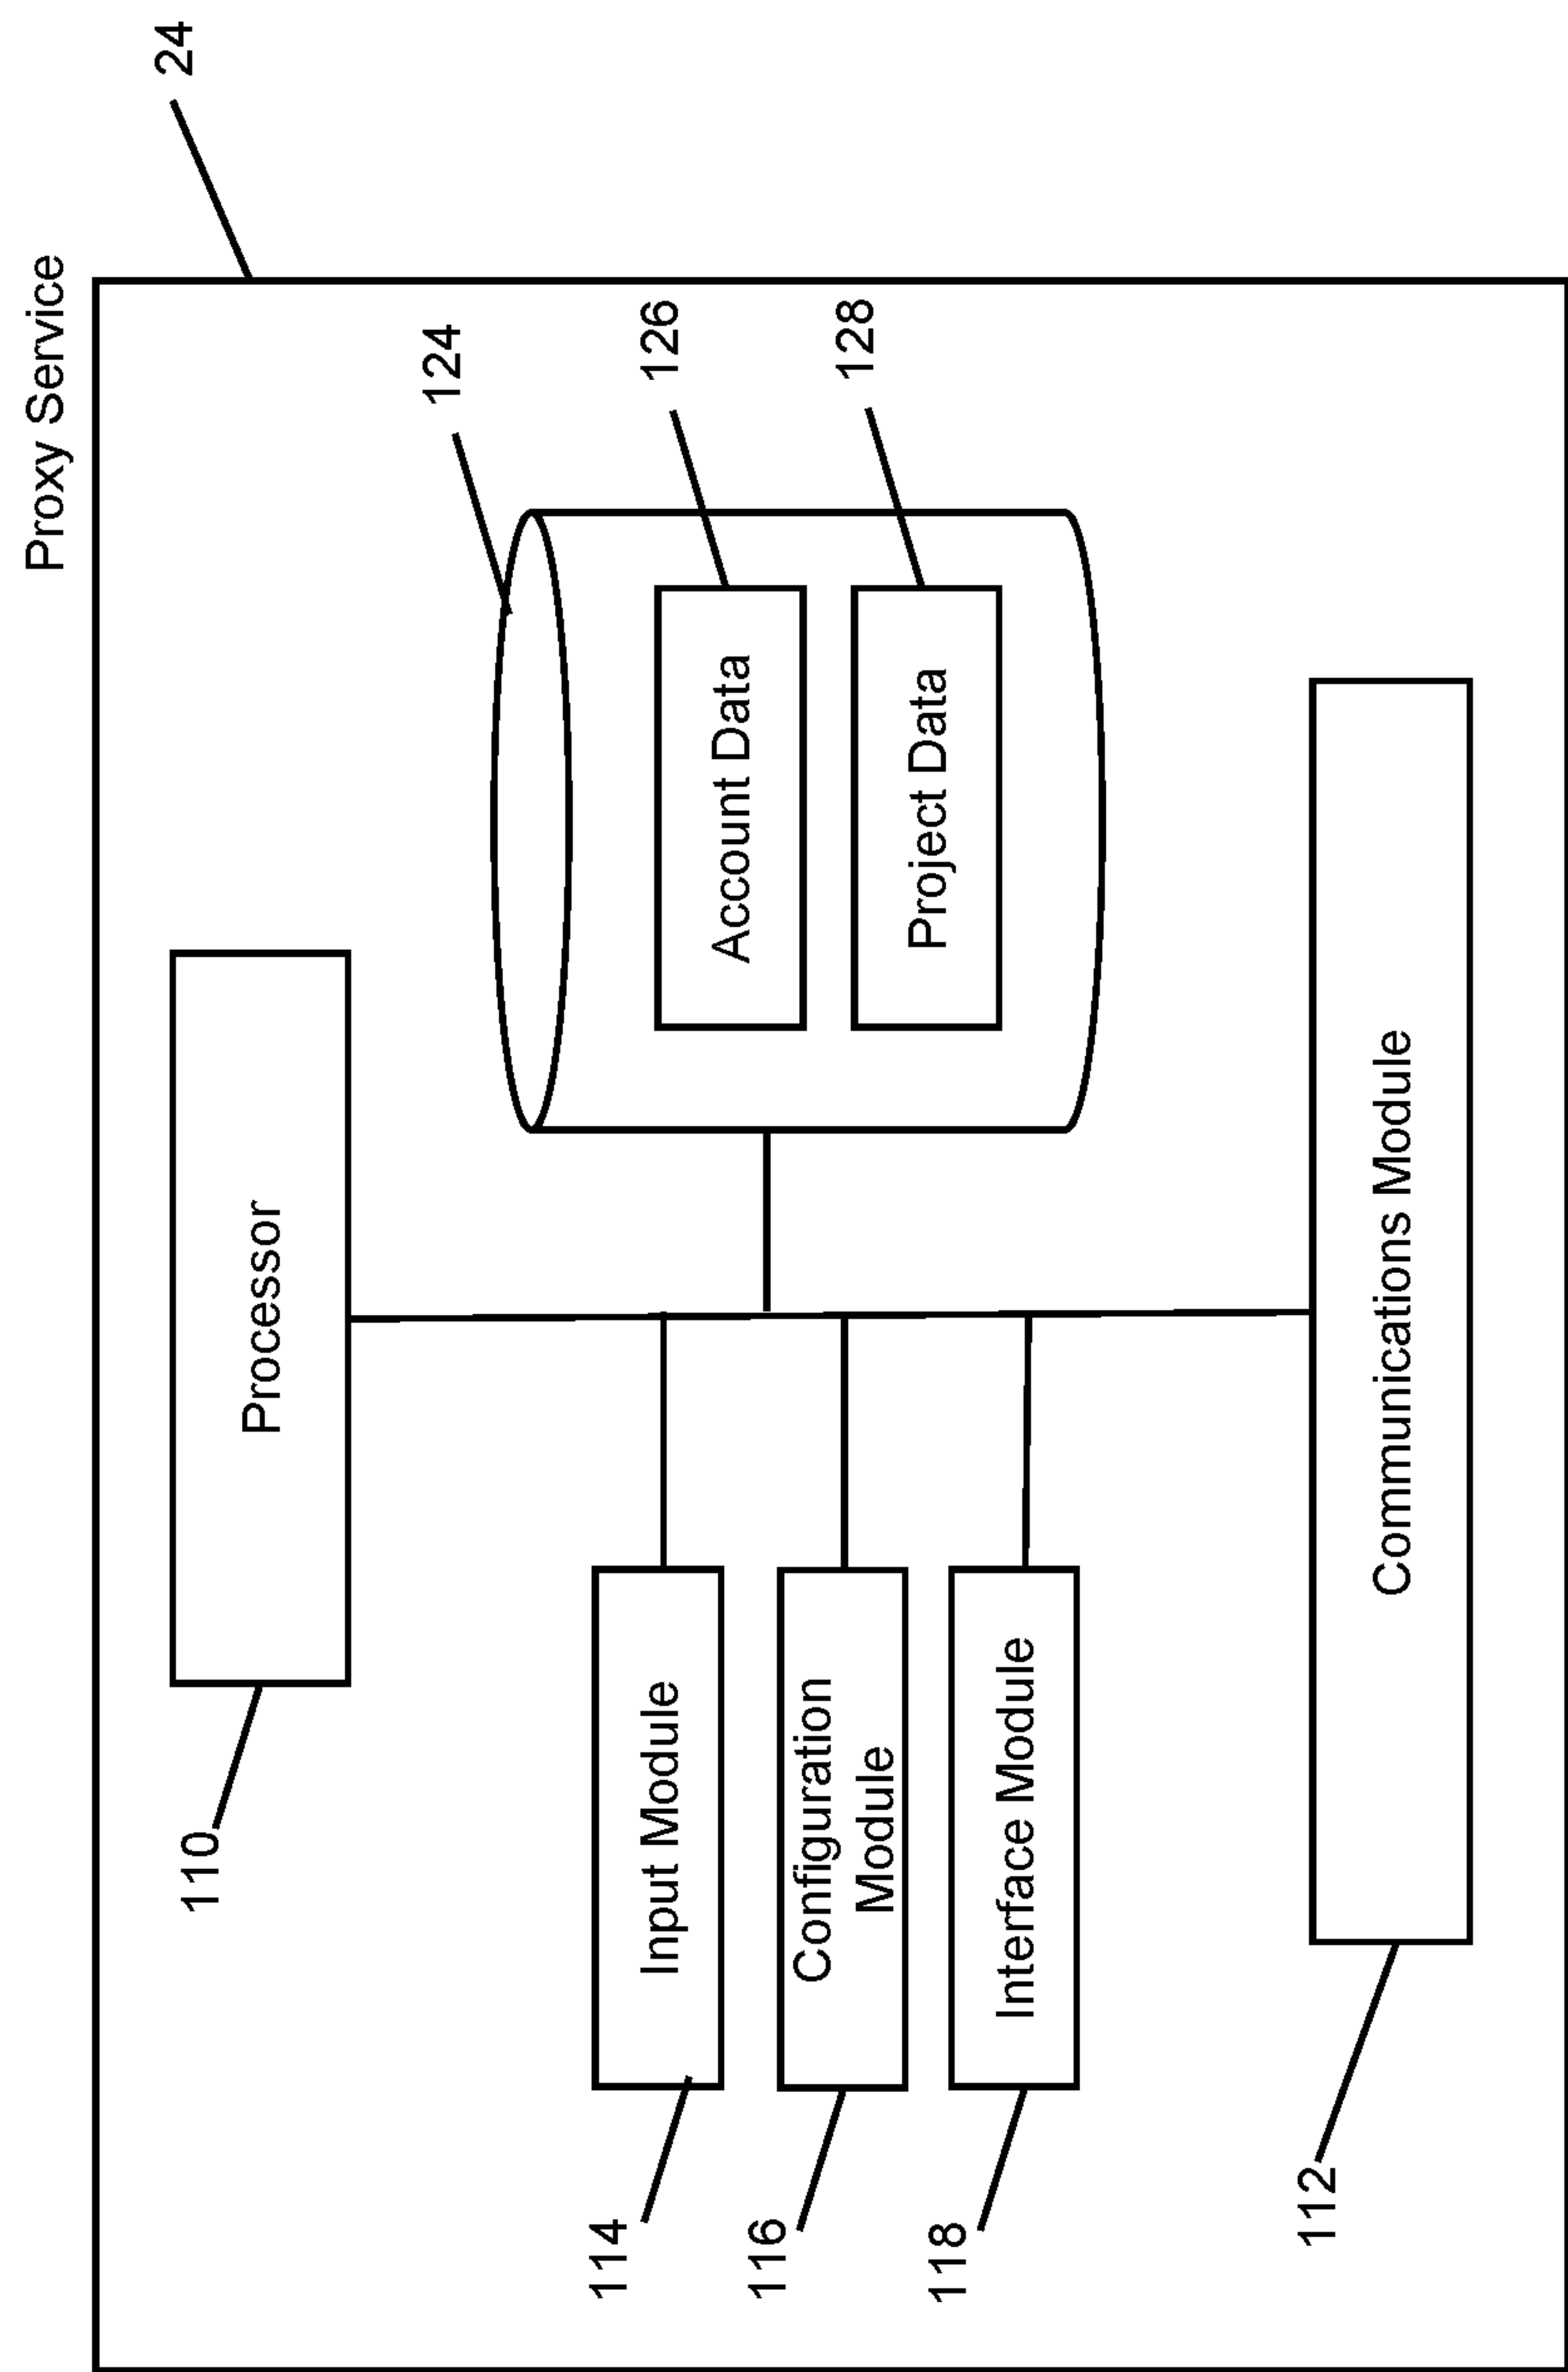 Proxy Service
24
Processor
110
124
Input Module
114
Account Data
126
Configuration
Module
116
Project Data
128
Interface Module
118
Communications Module
112